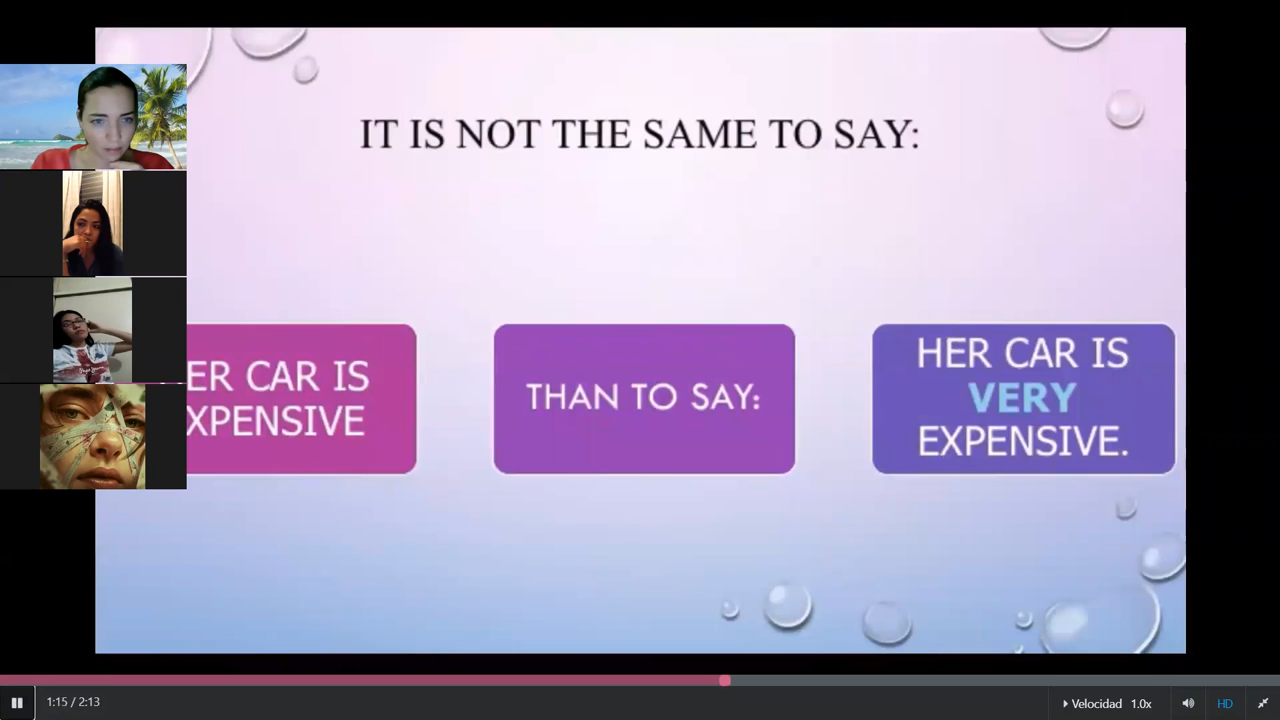 IT IS NOT THE SAME TO SAY:
ER CAR IS
XPENSIVE
THAN TO SAY:
HER CAR IS
VERY
EXPENSIVE.
1:15 / 2:13
Velocidad 1.0x
HD